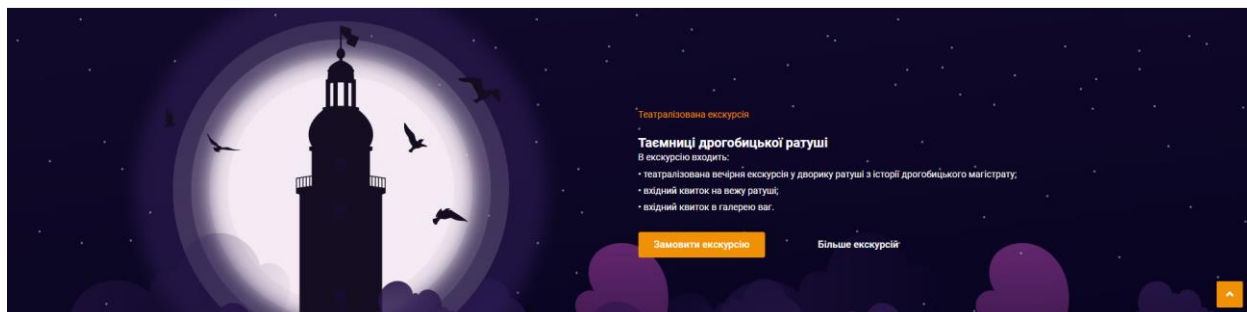 Театралізована екскурсія
Таємниці дрогобицької ратуші
В екскурсію входить:
• театралізована вечірня екскурсія у дворику ратуші з історії дрогобицького магістрату;
• вхідний квиток на вежу ратуші;
• вхідний квиток в галерею ваг.
Замовити екскурсію
Більше екскурсій